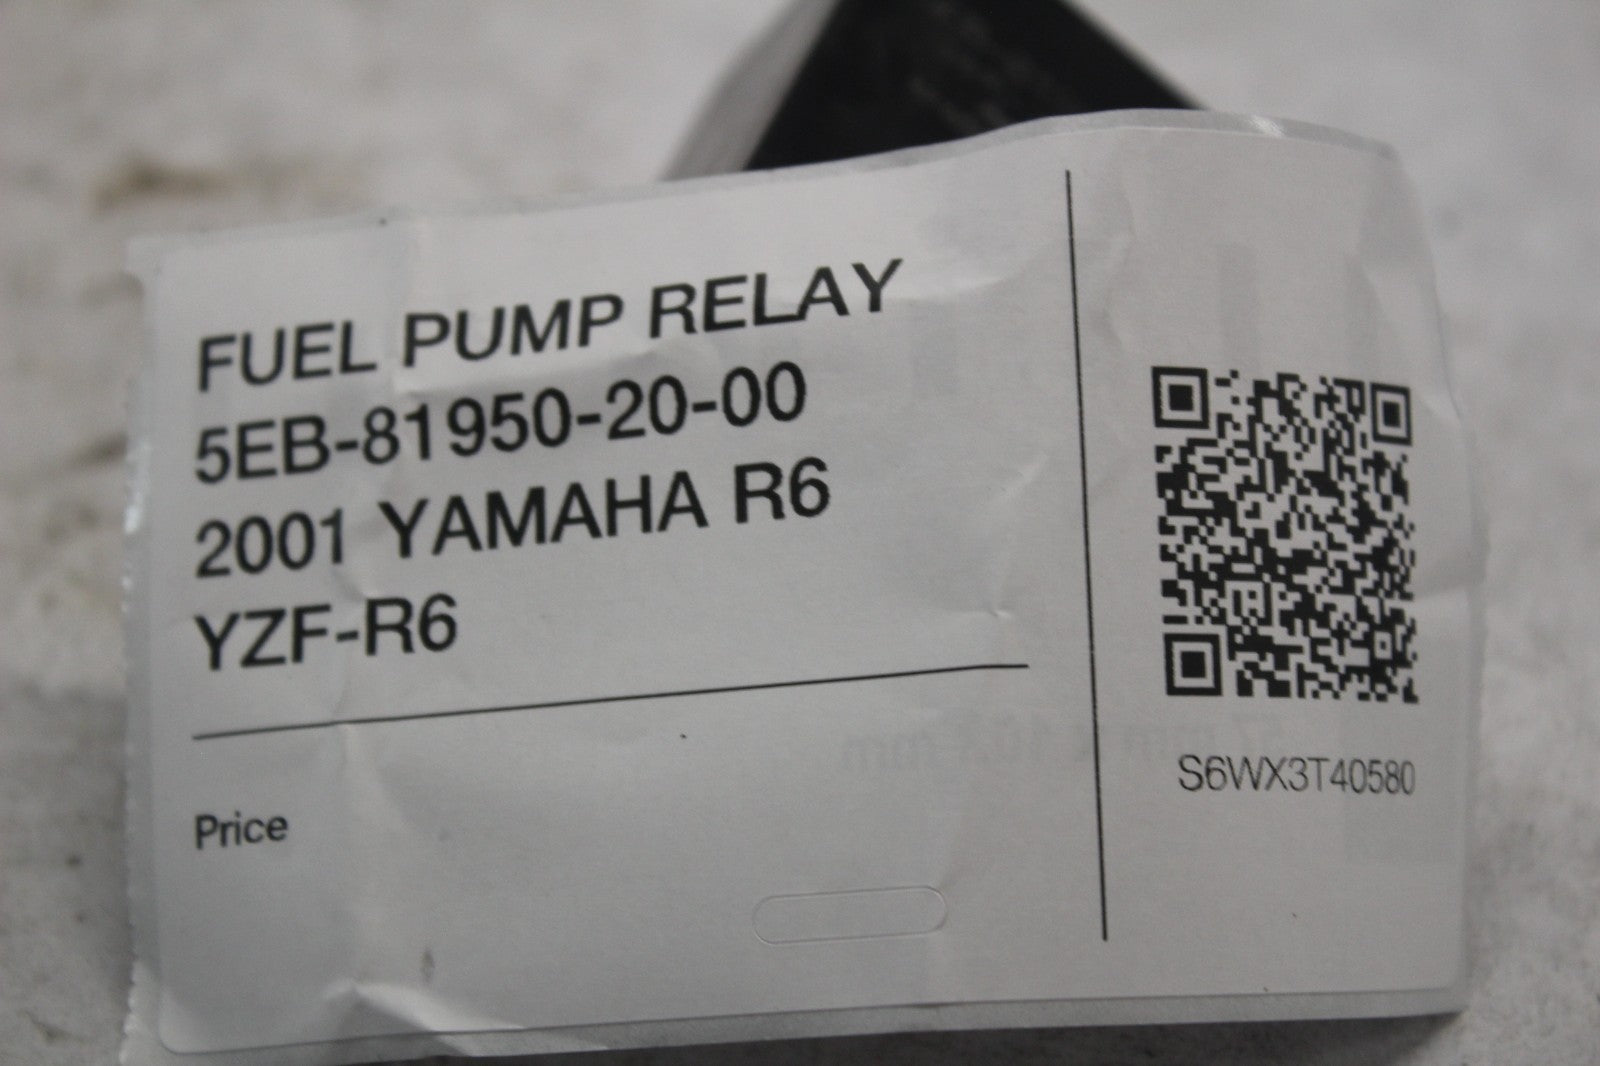 FUEL PUMP RELAY
5EB-81950-20-00
2001 YAMAHA R6
YZF-R6
Price
S6WX3T40580